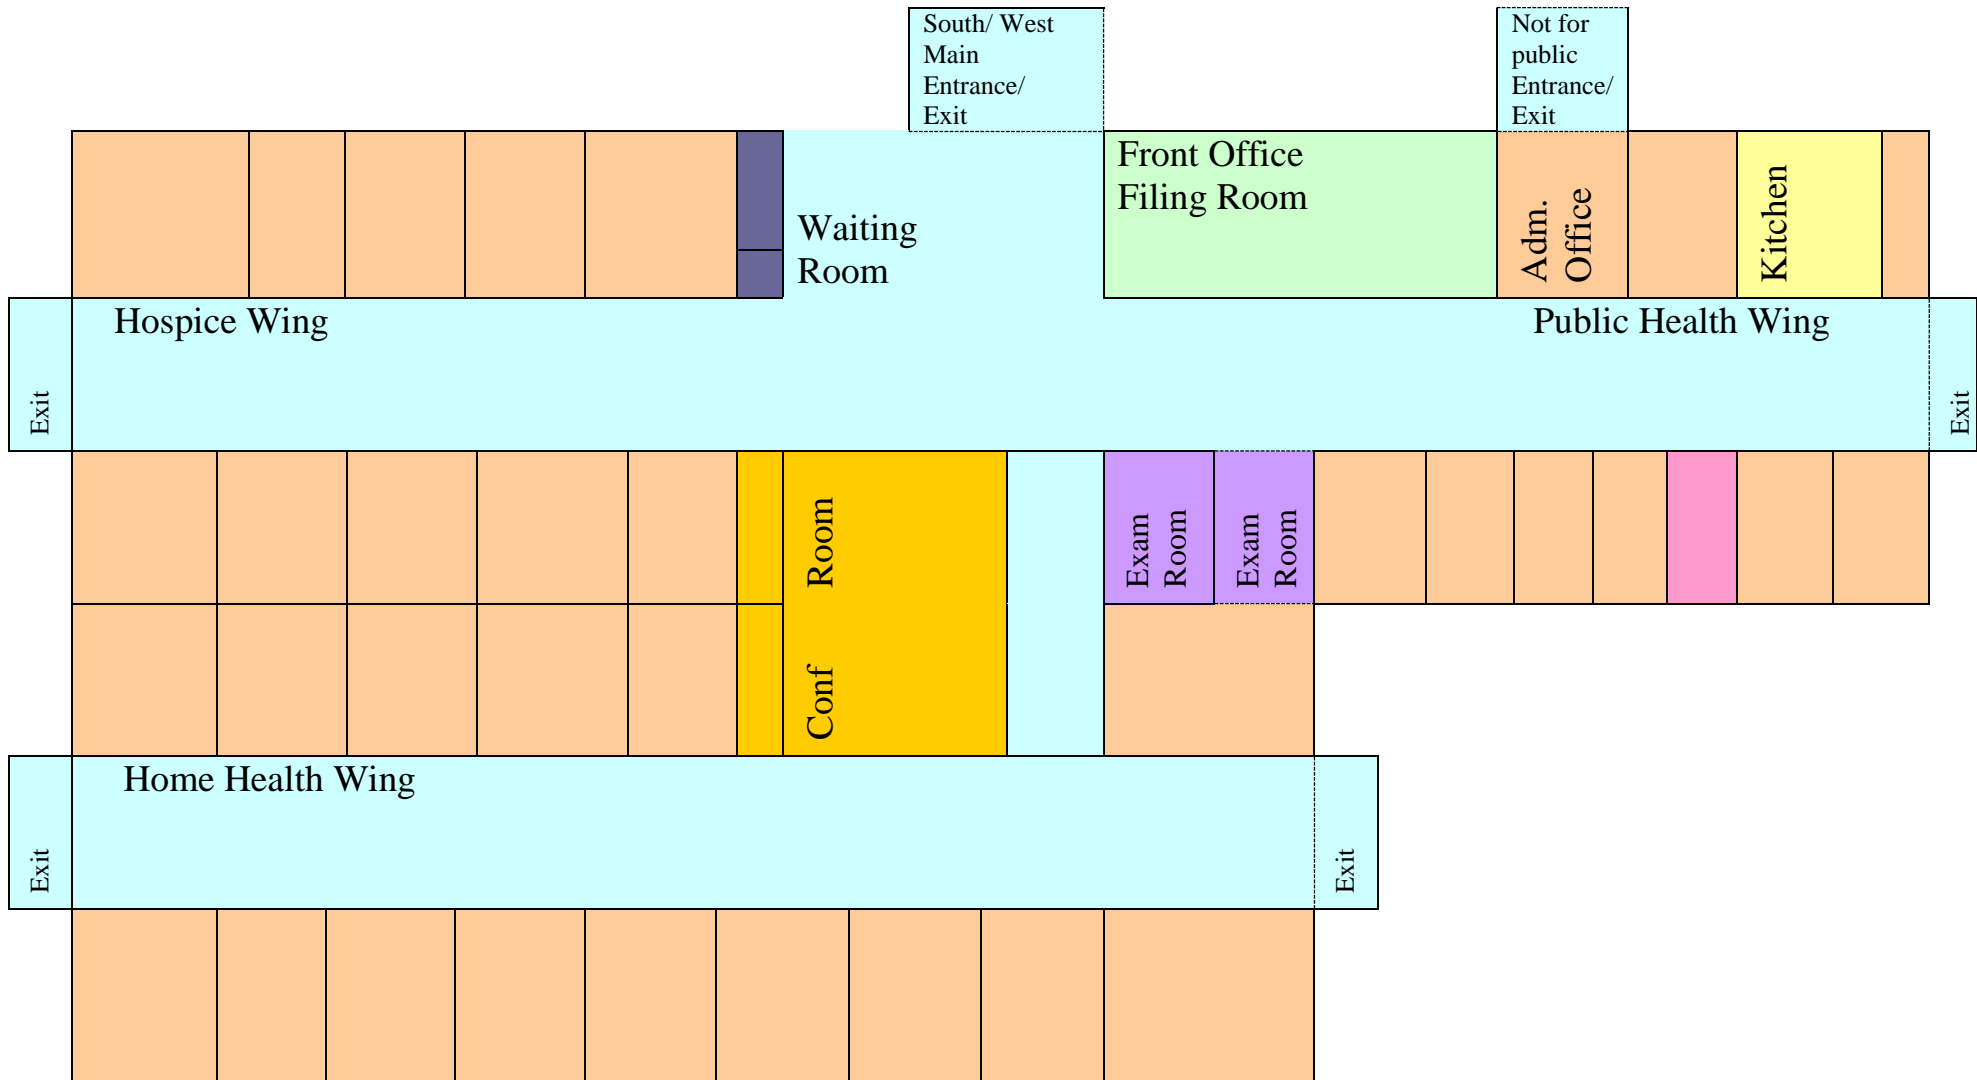 South/ West
Main
Entrance/
Exit
Not for
public
Entrance/
Exit
Front Office
Filing Room
Waiting
Room
Adm.
Office
Kitchen
Hospice Wing
Public Health Wing
Exit
Exit
Conf Room
Exam
Room
Exam
Room
Home Health Wing
Exit
Exit